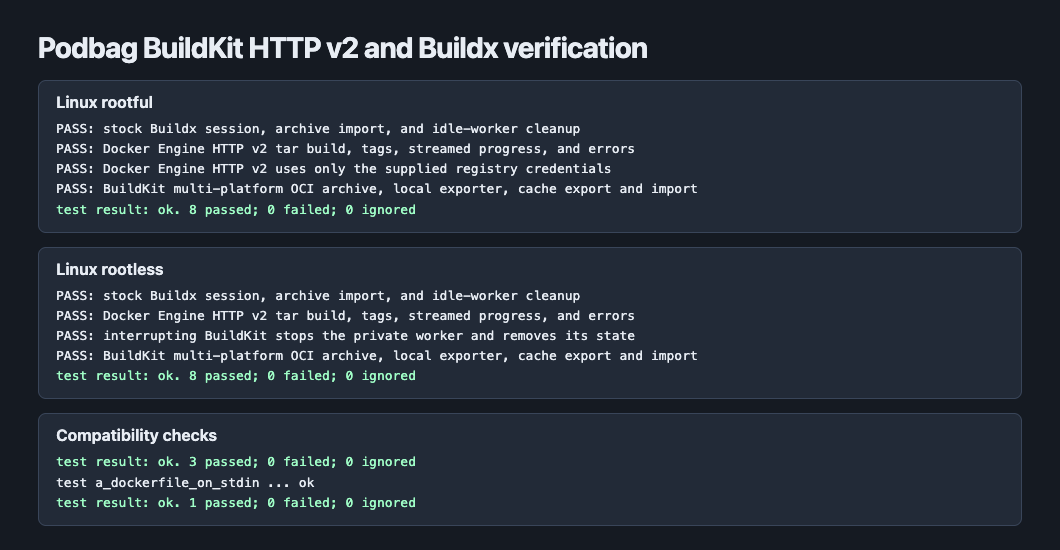 Podbag BuildKit HTTP v2 and Buildx verification
Linux rootful
PASS: stock Buildx session, archive import, and idle-worker cleanup
PASS: Docker Engine HTTP v2 tar build, tags, streamed progress, and errors
PASS: Docker Engine HTTP v2 uses only the supplied registry credentials
PASS: BuildKit multi-platform OCI archive, local exporter, cache export and import
test result: ok. 8 passed; 0 failed; 0 ignored
Linux rootless
PASS: stock Buildx session, archive import, and idle-worker cleanup
PASS: Docker Engine HTTP v2 tar build, tags, streamed progress, and errors
PASS: interrupting BuildKit stops the private worker and removes its state
PASS: BuildKit multi-platform OCI archive, local exporter, cache export and import
test result: ok. 8 passed; 0 failed; 0 ignored
Compatibility checks
test result: ok. 3 passed; 0 failed; 0 ignored
test a_dockerfile_on_stdin ... ok
test result: ok. 1 passed; 0 failed; 0 ignored